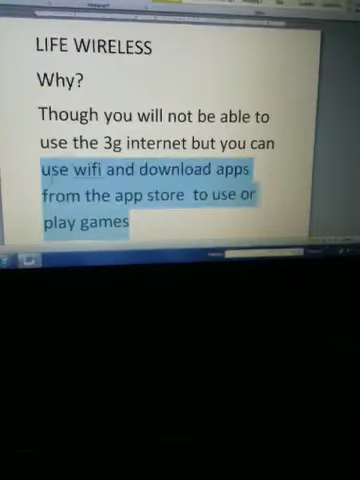 LIFE WIRELESS
Why?
Though you will not be able to
use the 3g internet but you can
use wifi and download apps
from the app store to use or
play games